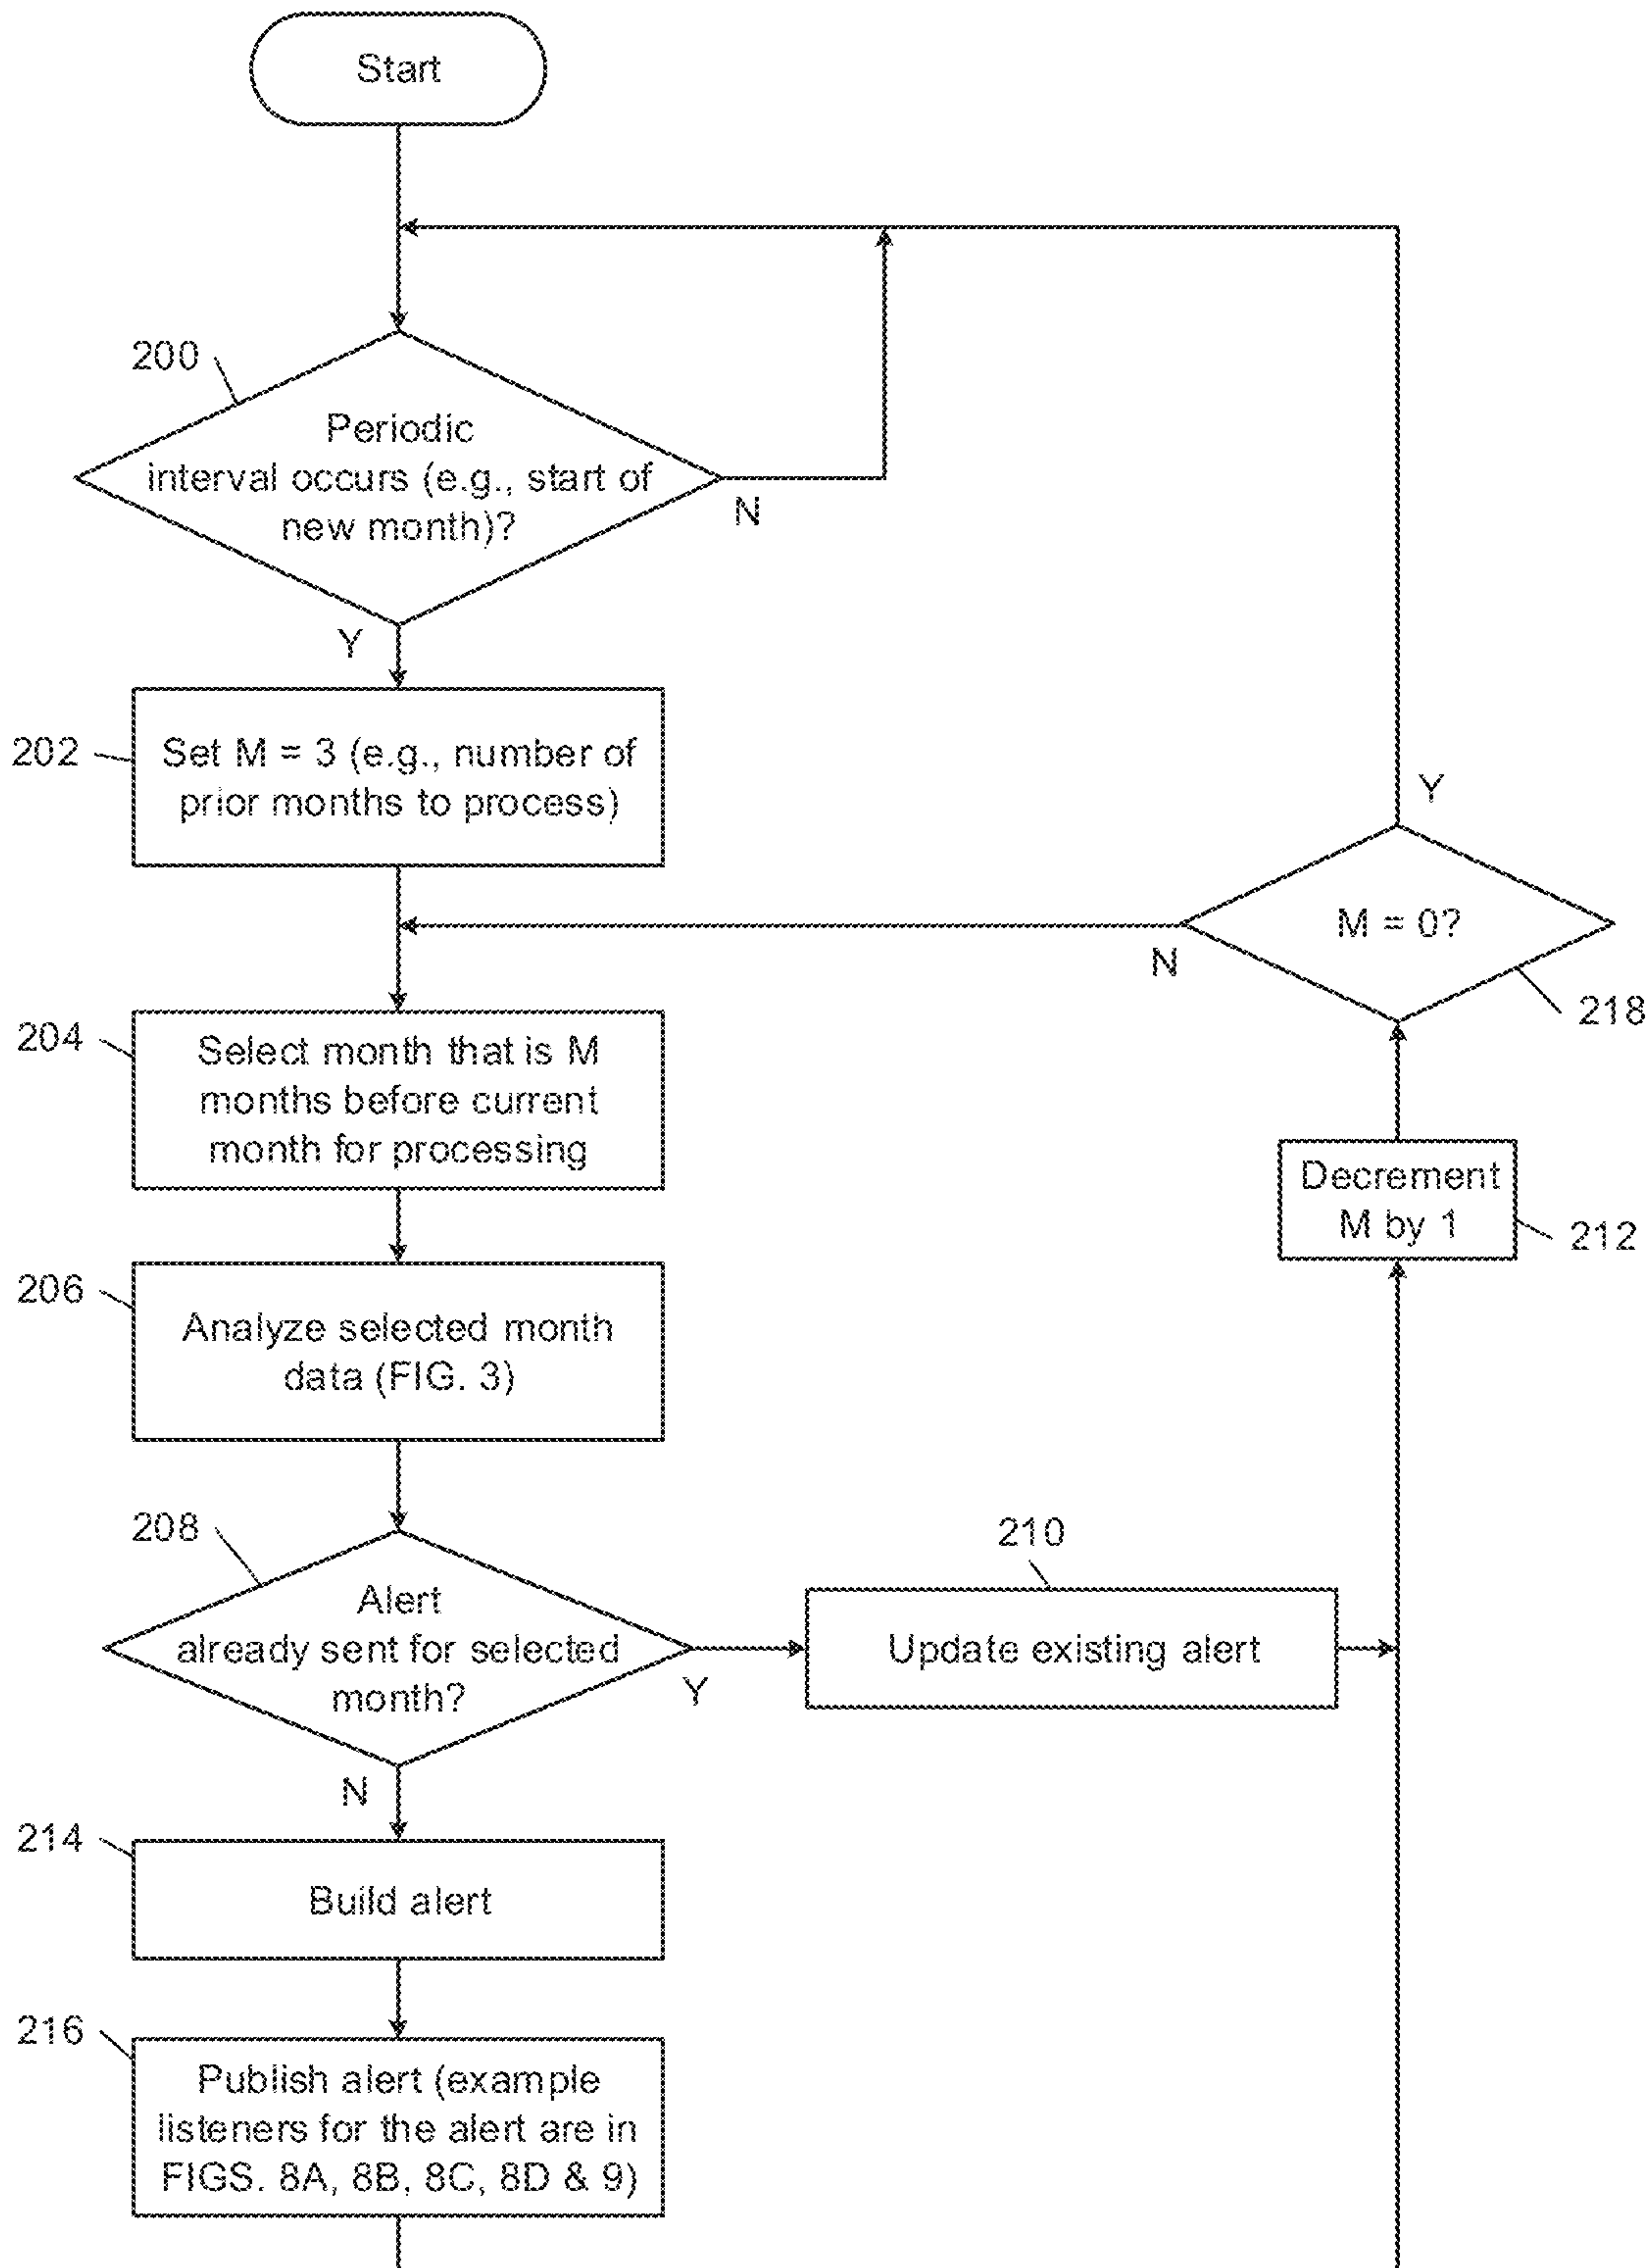 Start
200
Periodic
interval occurs (e.g., start of
new month)?
N
Y
202
Set M = 3 (e.g., number of
prior months to process)
Y
M = 0?
N
218
204
Select month that is M
months before current
month for processing
Decrement
M by 1
212
206
Analyze selected month
data (FIG. 3)
208
Alert
already sent for selected
month?
Y
210
Update existing alert
N
214
Build alert
216
Publish alert (example
listeners for the alert are in
FIGS. 8A, 8B, 8C, 8D & 9)